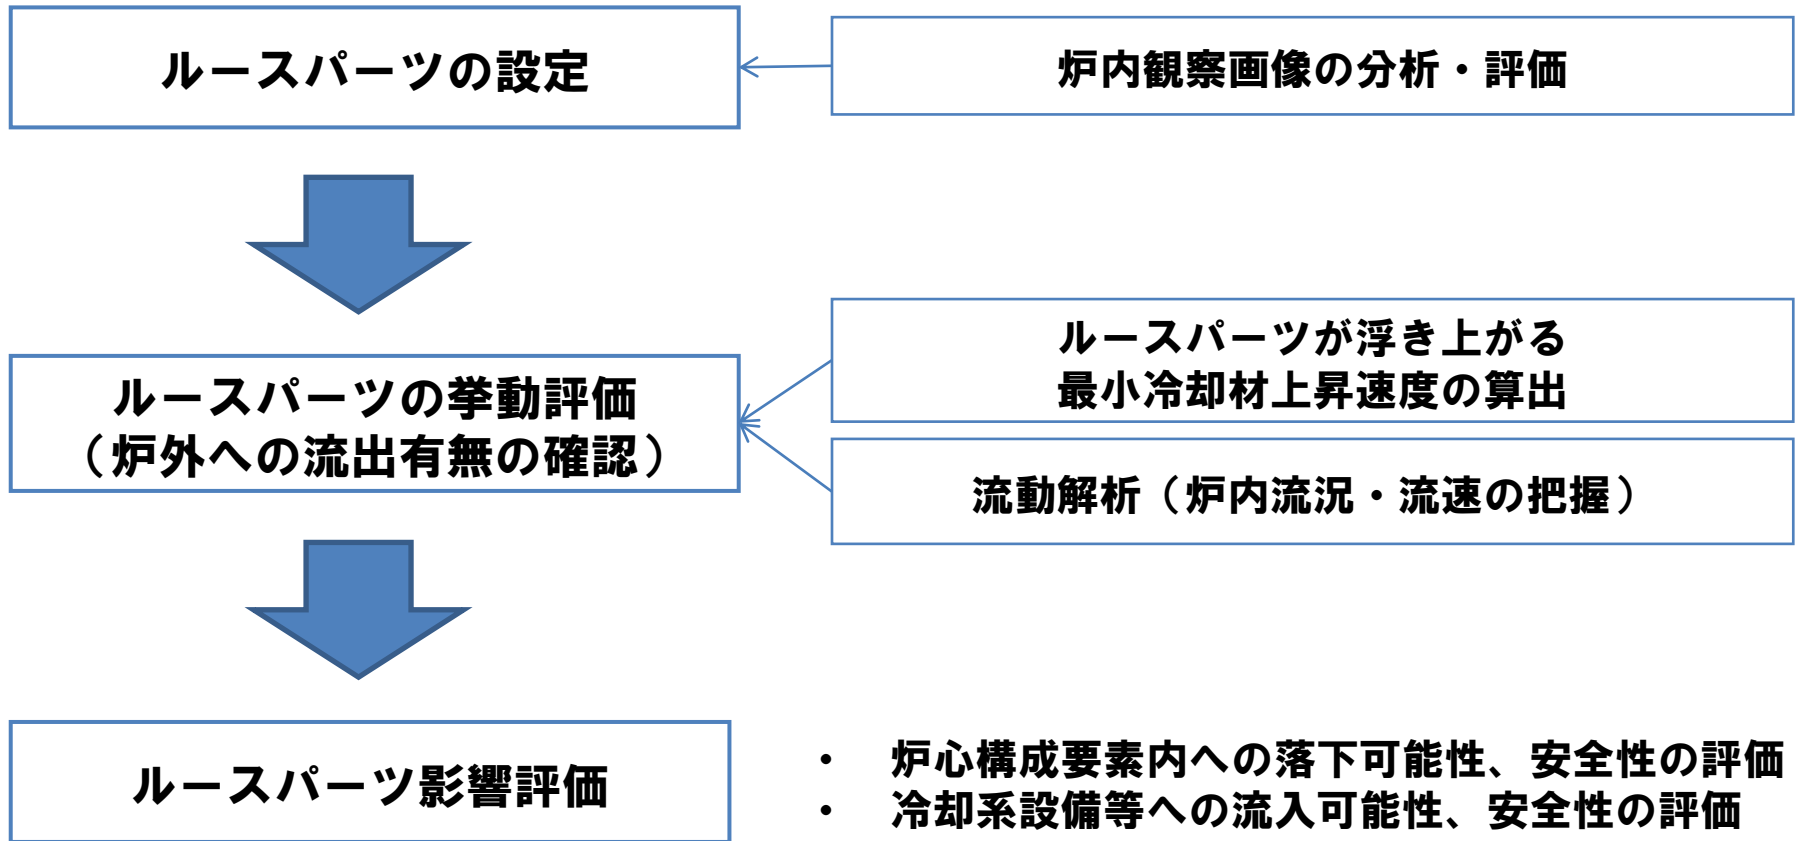 ルースパーツの設定
炉内観察画像の分析・評価
ルースパーツが浮き上がる
最小冷却材上昇速度の算出
ルースパーツの挙動評価
（炉外への流出有無の確認）
流動解析（炉内流況・流速の把握）
ルースパーツ影響評価
• 炉心構成要素内への落下可能性、安全性の評価
• 冷却系設備等への流入可能性、安全性の評価